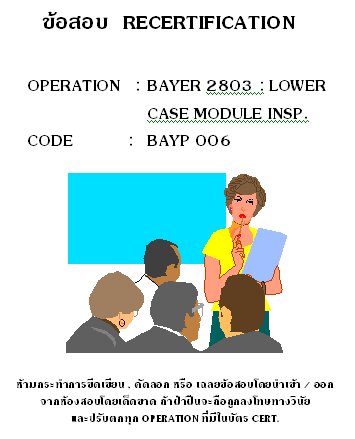 ข้อสอบ RECERTIFICATION
OPERATION : BAYER 2803 : LOWER
CASE MODULE INSP.
CODE : BAYP 006
ห้ามกระทำการขีดเขียน , คัดลอก หรือ เฉลยข้อสอบโดยนำเข้า / ออก
จากห้องสอบโดยเด็ดขาด ถ้าฝ่าฝืนจะถือถูกลงโทษทางวินัย
และปรับตกทุก OPERATION ที่มีในบัตร CERT.